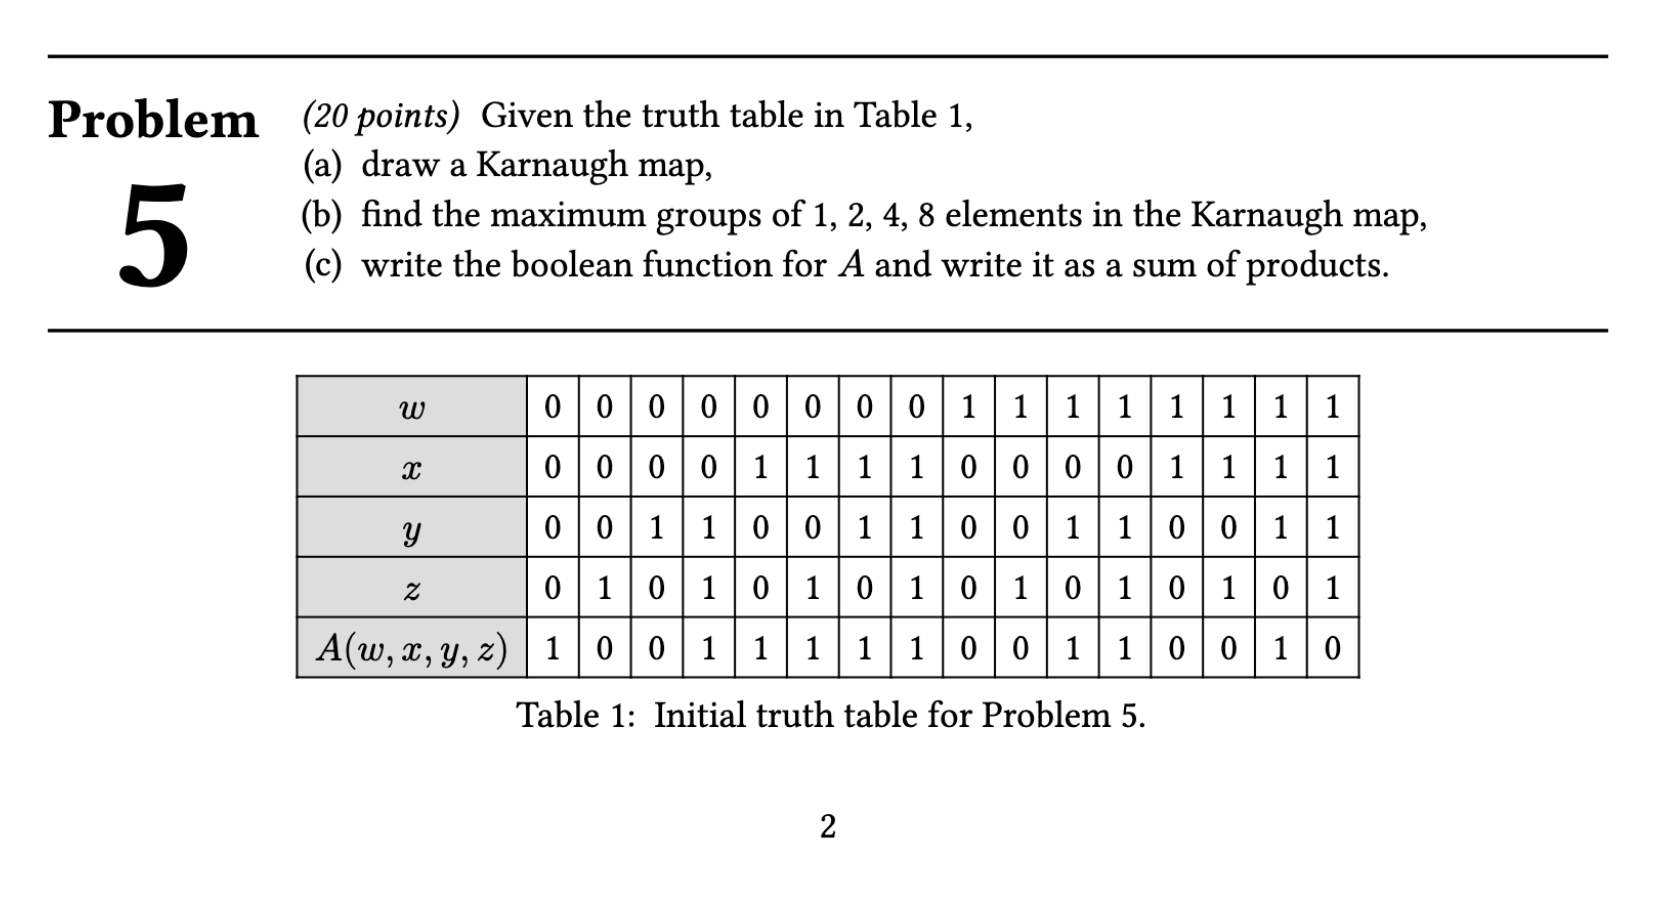 Problem
5
(20 points) Given the truth table in Table 1,
(a) draw a Karnaugh map,
(b) find the maximum groups of 1, 2, 4, 8 elements in the Karnaugh map,
(c) write the boolean function for A and write it as a sum of products.
w 0 0 0 0 0 0 0 0 1 1 1 1 1 1 1 1
x 0 0 0 0 1 1 1 1 0 0 0 0 1 1 1 1
y 0 0 1 1 0 0 1 1 0 0 1 1 0 0 1 1
z 0 1 0 1 0 1 0 1 0 1 0 1 0 1 0 1
A(w, x, y, z) 1 0 0 1 1 1 1 1 0 0 1 1 0 0 1 0
Table 1: Initial truth table for Problem 5.
2